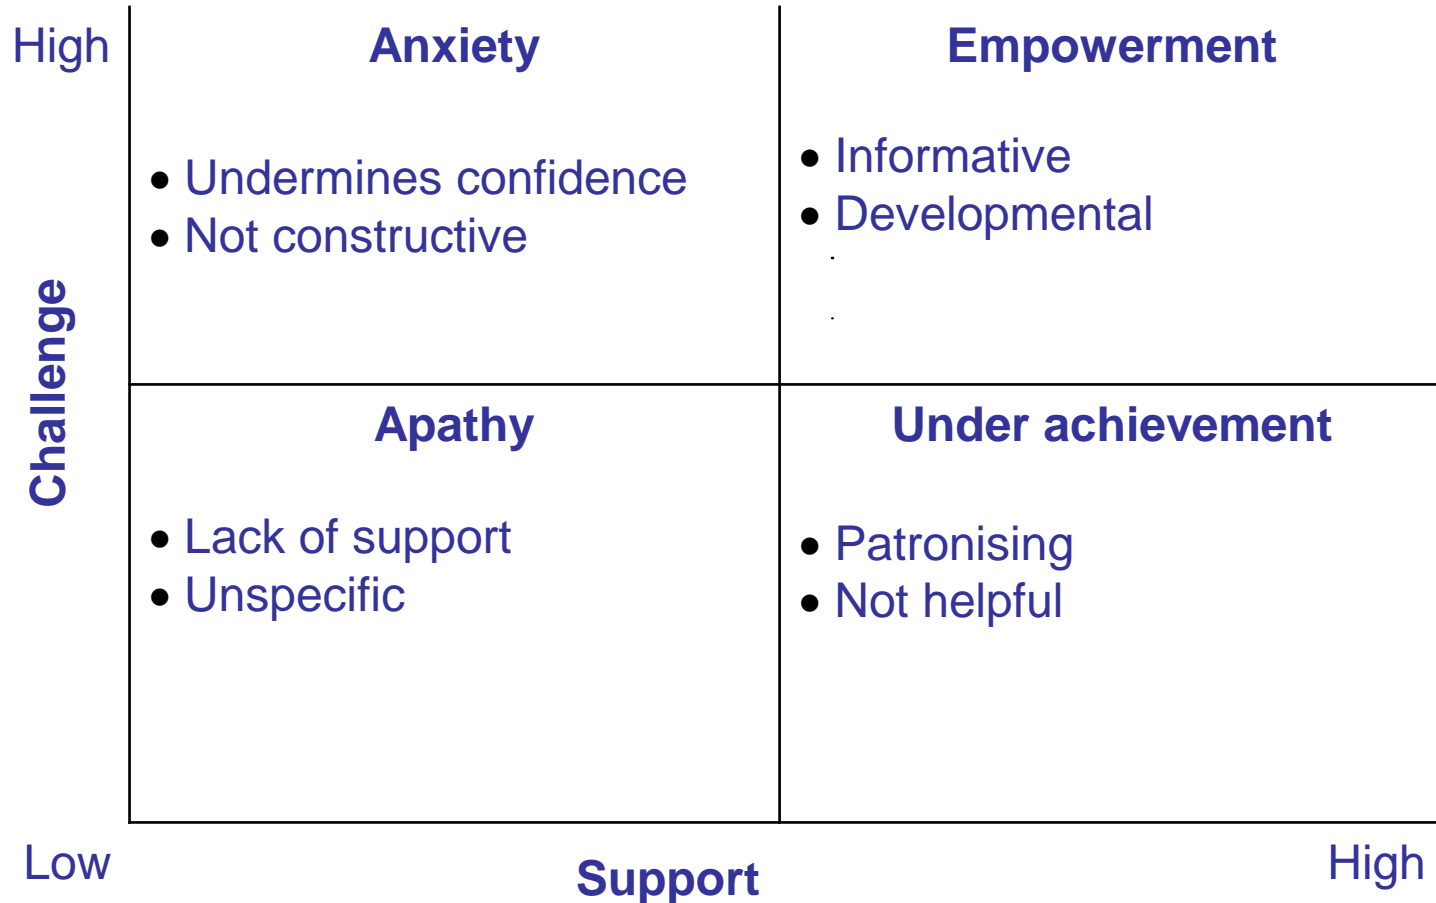 High
Anxiety
• Undermines confidence
• Not constructive
Empowerment
• Informative
• Developmental
Challenge
Apathy
• Lack of support
• Unspecific
Under achievement
• Patronising
• Not helpful
Low
Support
High